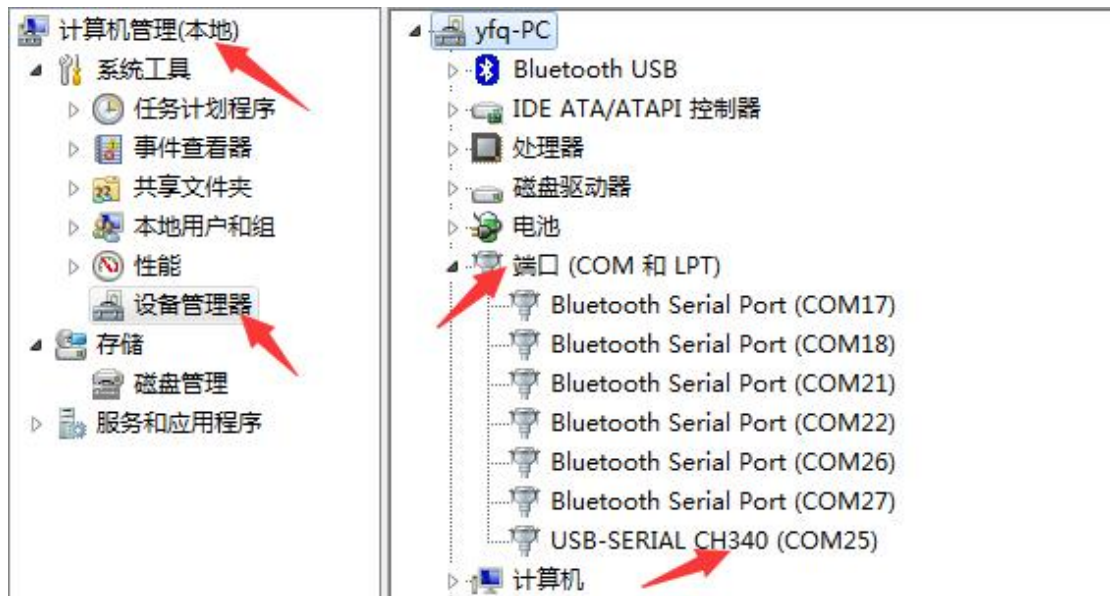 计算机管理(本地)
系统工具
任务计划程序
事件查看器
共享文件夹
本地用户和组
性能
设备管理器
存储
磁盘管理
服务和应用程序
yfq-PC
Bluetooth USB
IDE ATA/ATAPI 控制器
处理器
磁盘驱动器
电池
端口 (COM 和 LPT)
Bluetooth Serial Port (COM17)
Bluetooth Serial Port (COM18)
Bluetooth Serial Port (COM21)
Bluetooth Serial Port (COM22)
Bluetooth Serial Port (COM26)
Bluetooth Serial Port (COM27)
USB-SERIAL CH340 (COM25)
计算机